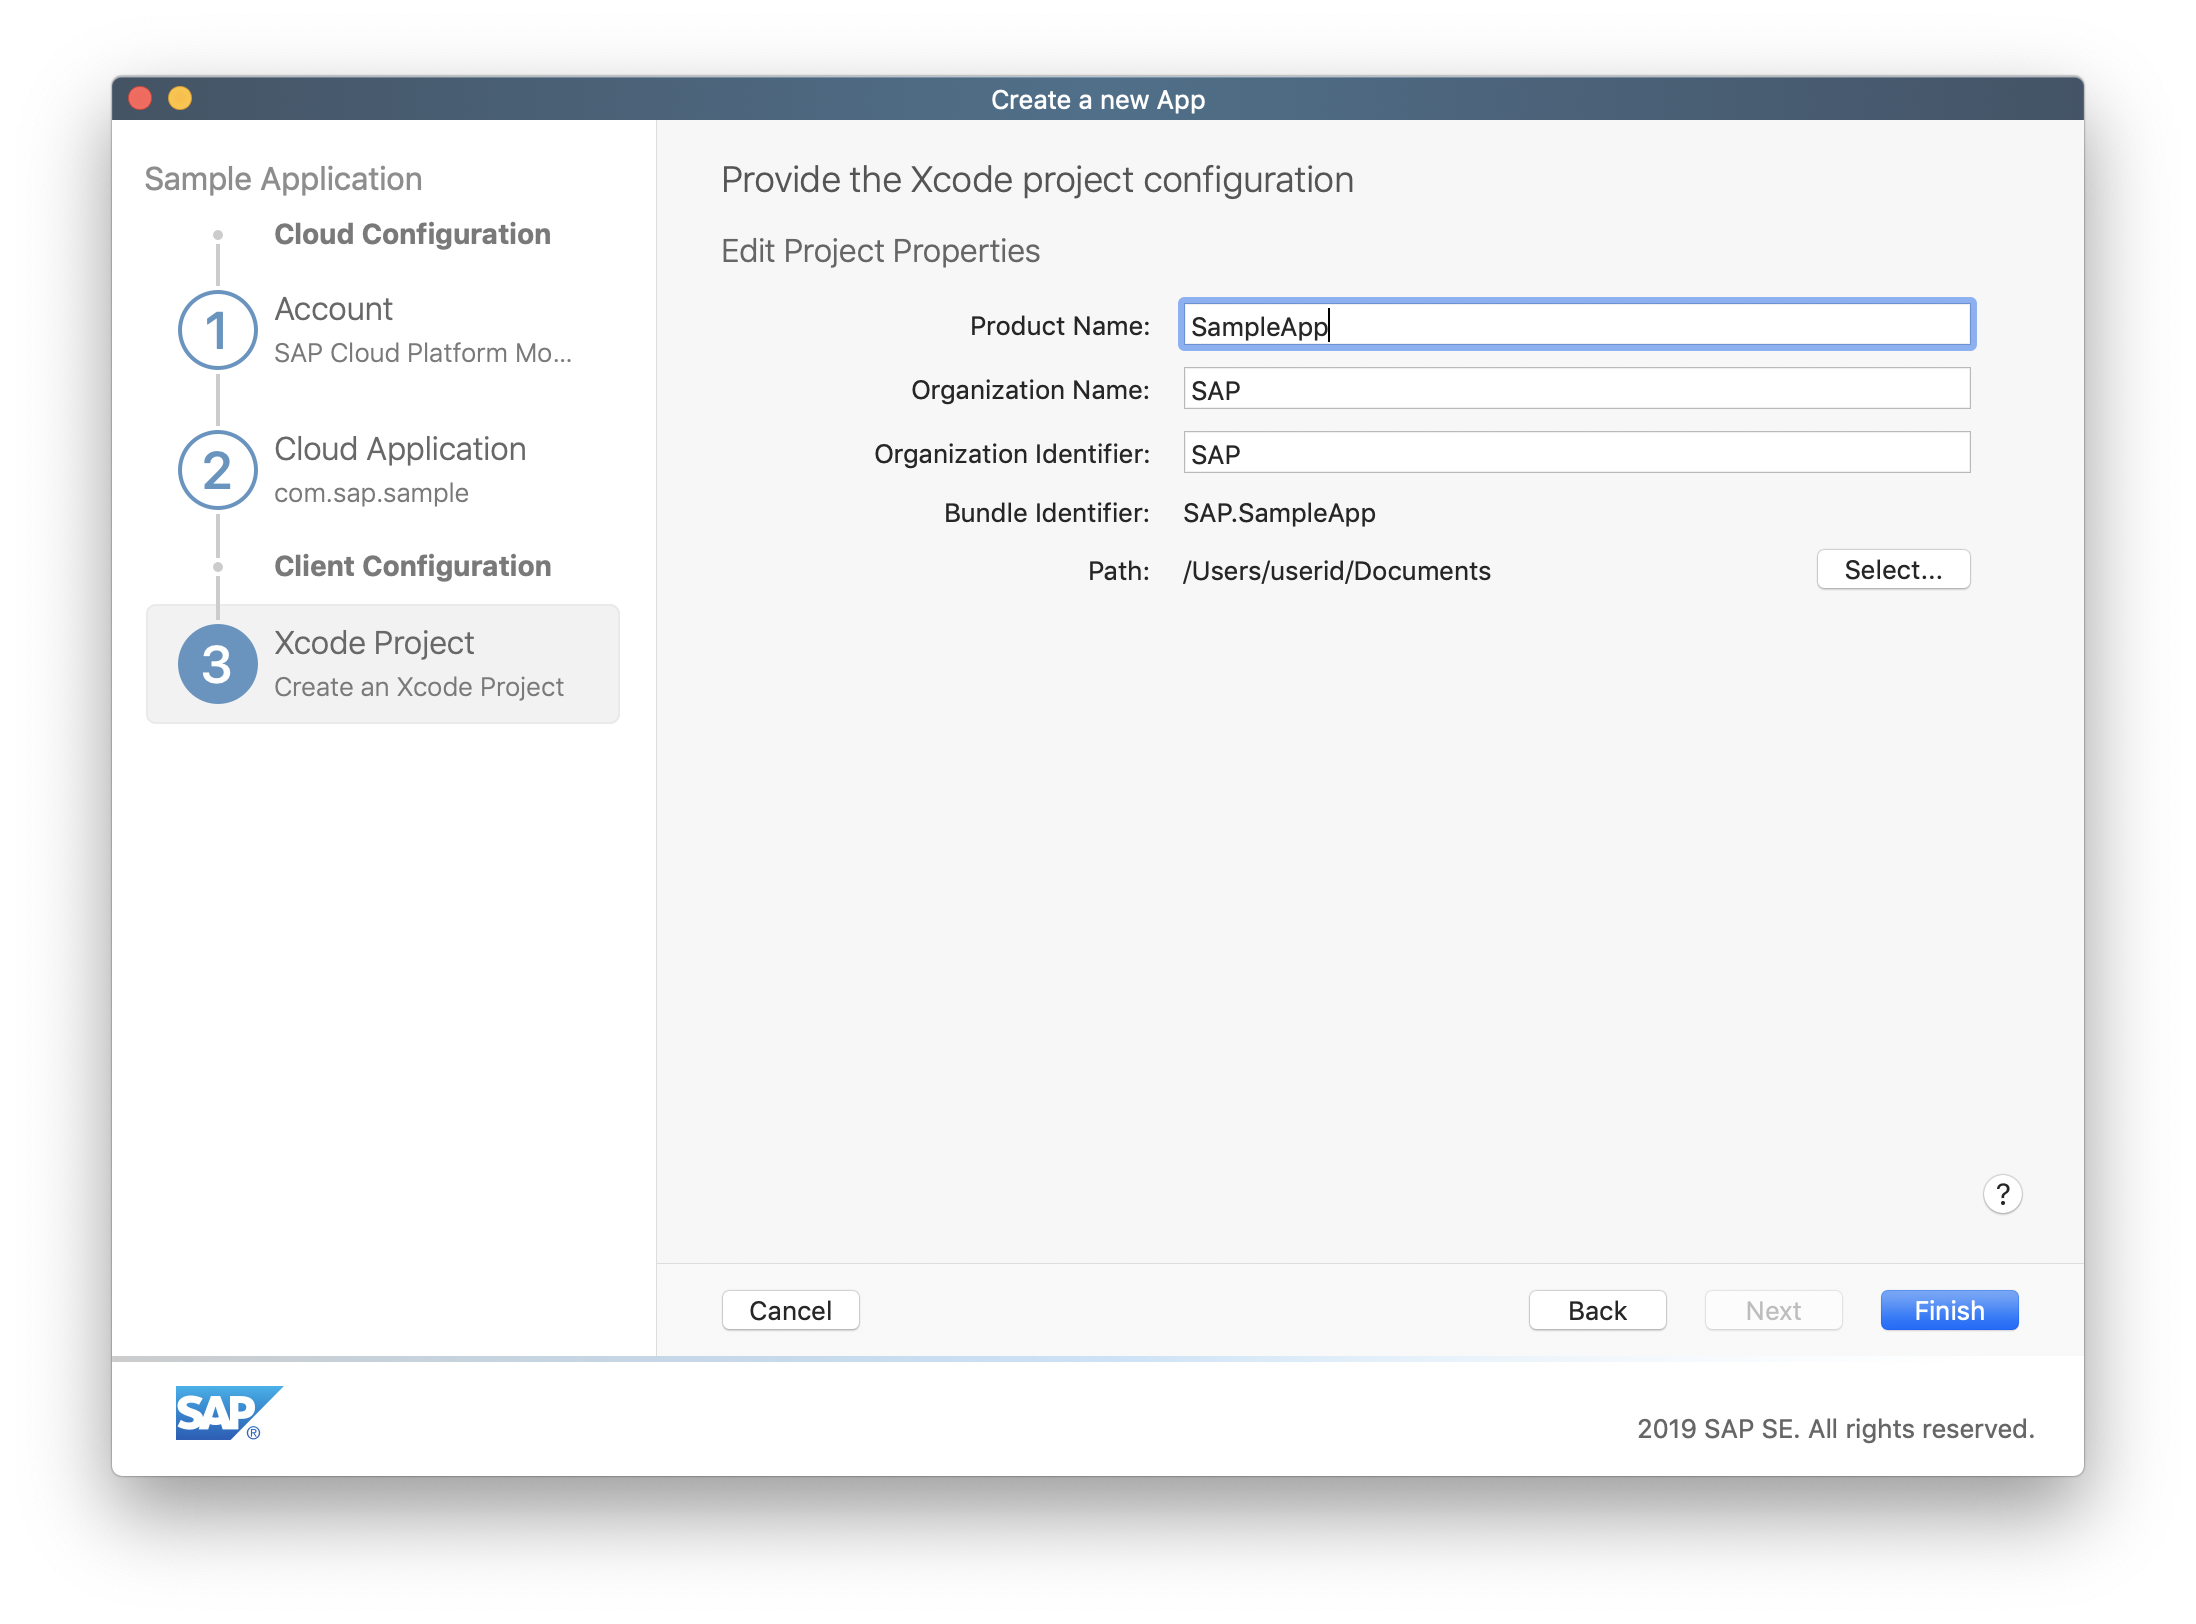 Create a new App
Sample Application
Cloud Configuration
1
Account
SAP Cloud Platform Mo...
2
Cloud Application
com.sap.sample
Client Configuration
3
Xcode Project
Create an Xcode Project
Provide the Xcode project configuration
Edit Project Properties
Product Name: SampleApp
Organization Name: SAP
Organization Identifier: SAP
Bundle Identifier: SAP.SampleApp
Path: /Users/userid/Documents Select...
?
Cancel Back Next Finish
SAP ®
2019 SAP SE. All rights reserved.